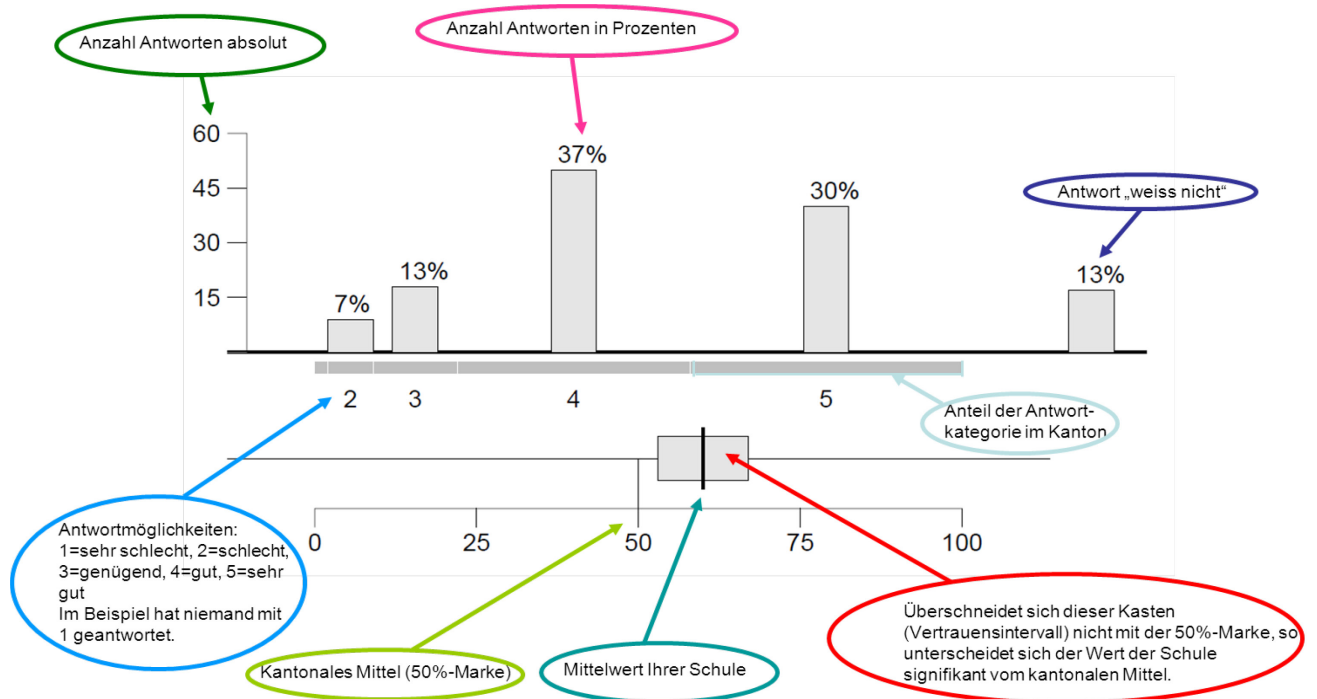 Anzahl Antworten absolut
Anzahl Antworten in Prozenten
60
45
30
15
7%
13%
37%
30%
13%
Antwort „weiss nicht“
2
3
4
5
Anteil der Antwort-
kategorie im Kanton
0
25
50
75
100
Antwortmöglichkeiten:
1=sehr schlecht, 2=schlecht,
3=genügend, 4=gut, 5=sehr
gut
Im Beispiel hat niemand mit
1 geantwortet.
Kantonales Mittel (50%-Marke)
Mittelwert Ihrer Schule
Überschneidet sich dieser Kasten
(Vertrauensintervall) nicht mit der 50%-Marke, so
unterscheidet sich der Wert der Schule
signifikant vom kantonalen Mittel.